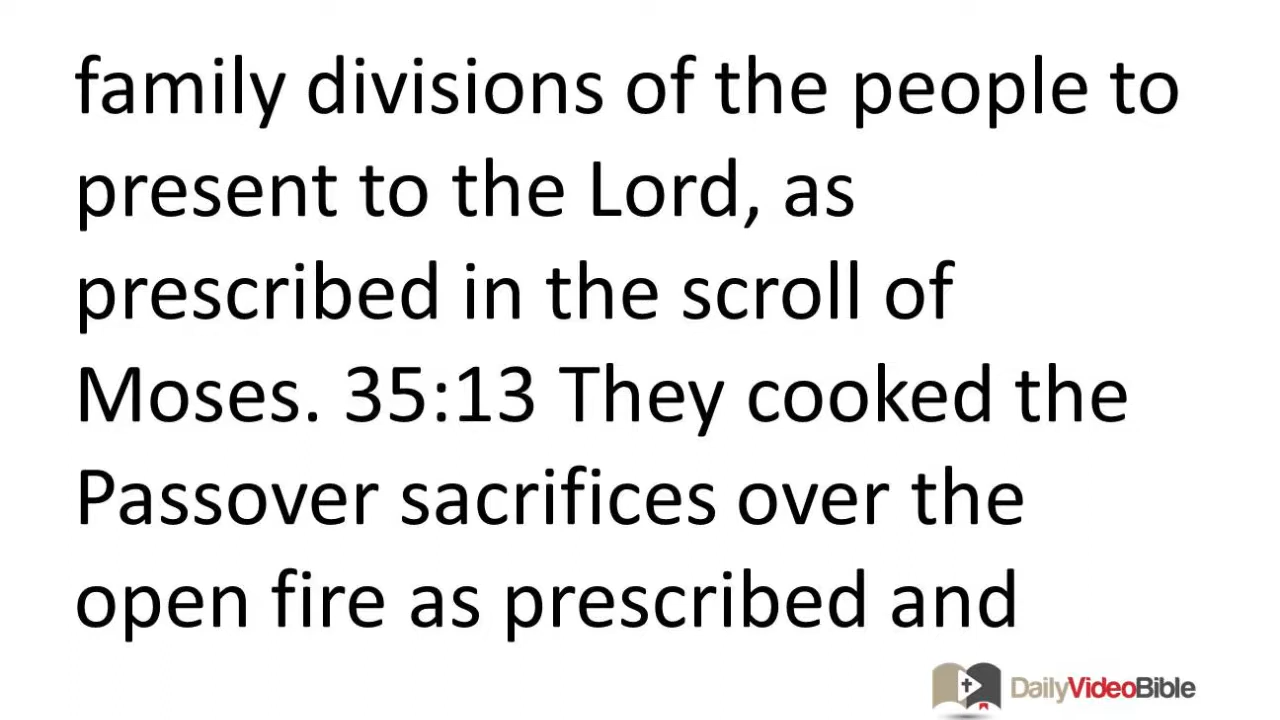 family divisions of the people to
present to the Lord, as
prescribed in the scroll of
Moses. 35:13 They cooked the
Passover sacrifices over the
open fire as prescribed and
DailyVideoBible